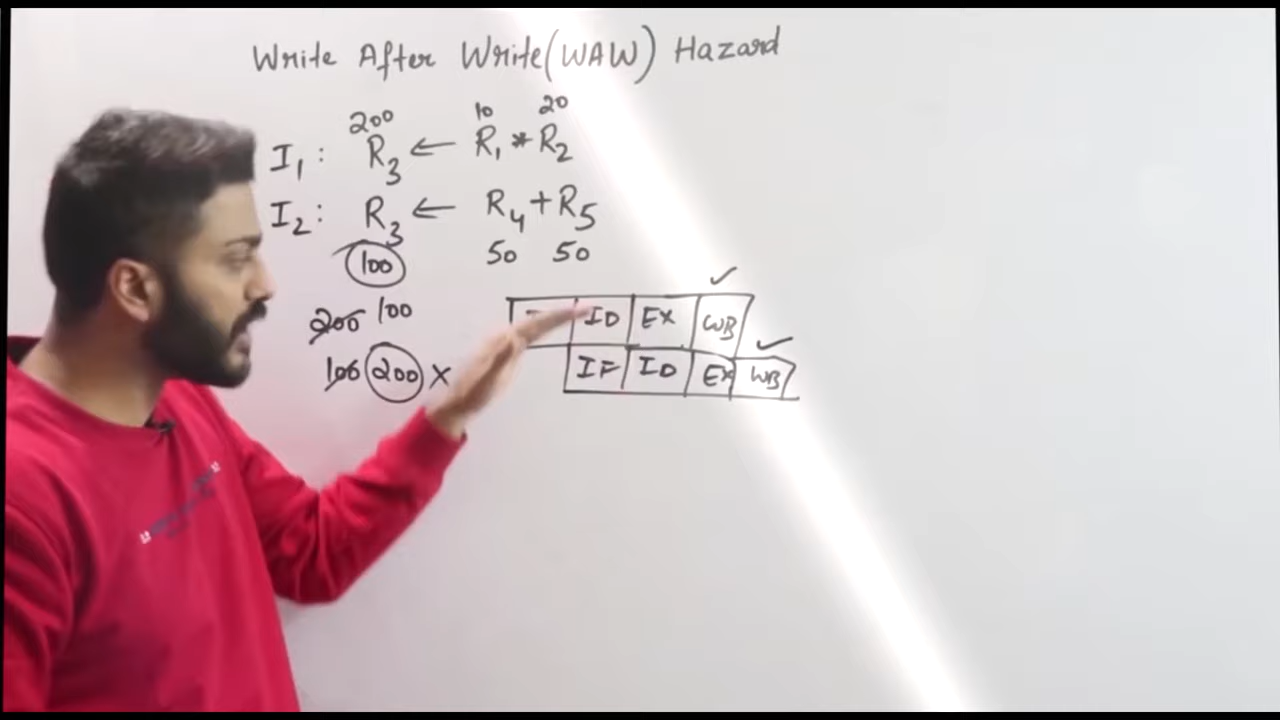 Write After Write(WAW) Hazard
200 10 20
I1: R3 ← R1 * R2
I2: R3 ← R4 + R5
100 50 50
200 100
100 200 X
ID EX WB ✓
IF ID EX WB ✓